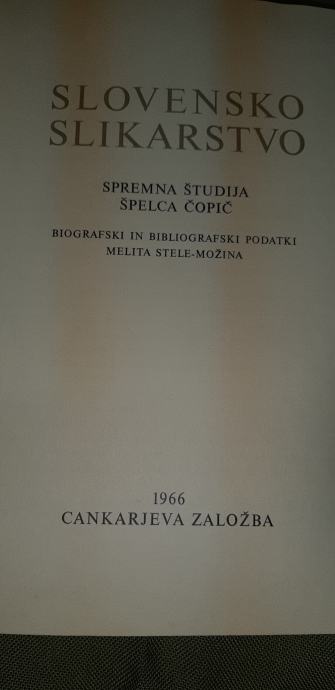 SLOVENSKO
SLIKARSTVO
SPREMNA ŠTUDIJA
ŠPELCA ČOPIČ
BIOGRAFSKI IN BIBLIOGRAFSKI PODATKI
MELITA STELE-MOŽINA
1966
CANKARJEVA ZALOŽBA